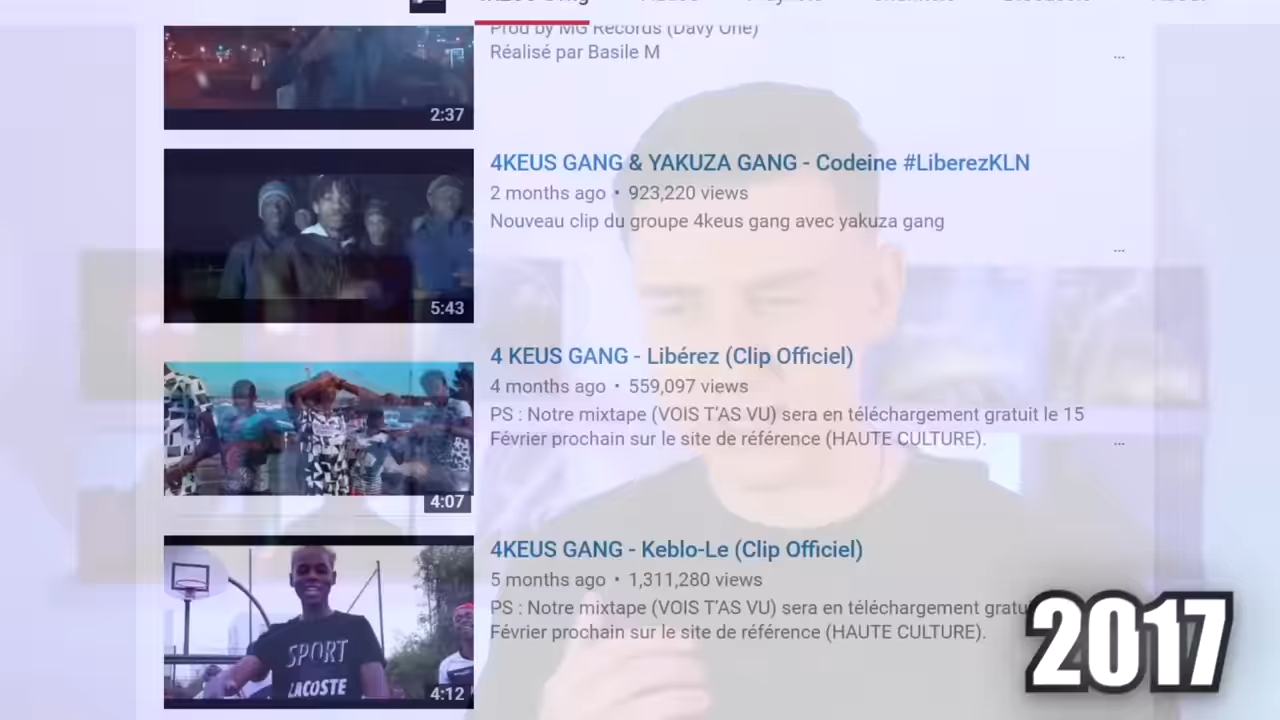 Prod by MG Records (Davy One)
Réalisé par Basile M
...
2:37
4KEUS GANG & YAKUZA GANG - Codeine #LiberezKLN
2 months ago • 923,220 views
Nouveau clip du groupe 4keus gang avec yakuza gang
...
5:43
4 KEUS GANG - Libérez (Clip Officiel)
4 months ago • 559,097 views
PS : Notre mixtape (VOIS T'AS VU) sera en téléchargement gratuit le 15
Février prochain sur le site de référence (HAUTE CULTURE).
...
4:07
4KEUS GANG - Keblo-Le (Clip Officiel)
5 months ago • 1,311,280 views
PS : Notre mixtape (VOIS T'AS VU) sera en téléchargement gratu
Février prochain sur le site de référence (HAUTE CULTURE).
SPORT
LACOSTE
4:12
2017